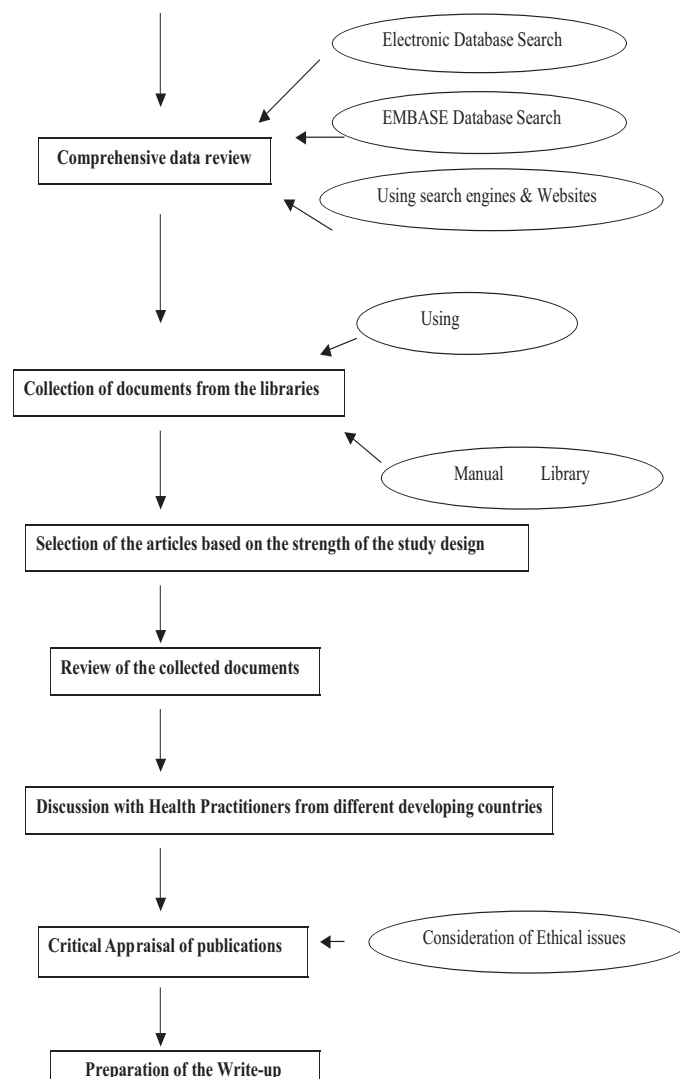 Electronic Database Search
EMBASE Database Search
Comprehensive data review
Using search engines & Websites
Using
Collection of documents from the libraries
Manual Library
Selection of the articles based on the strength of the study design
Review of the collected documents
Discussion with Health Practitioners from different developing countries
Critical Appraisal of publications
Consideration of Ethical issues
Preparation of the Write-up